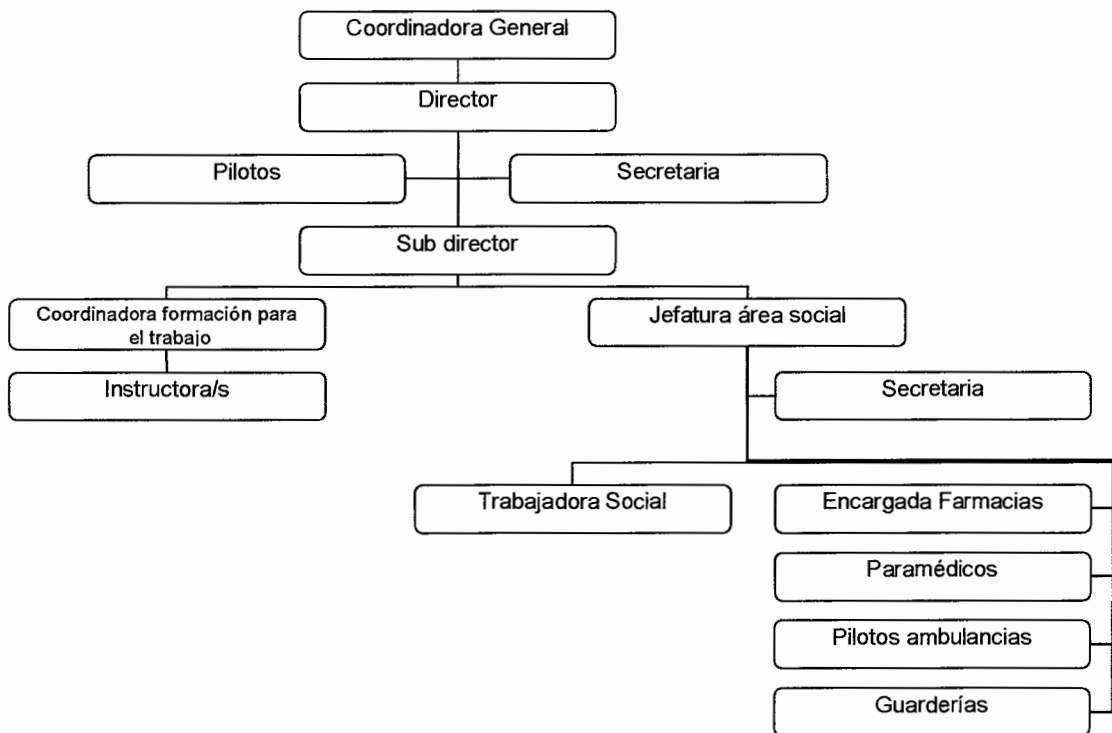 Coordinadora General
Director
Pilotos
Secretaria
Sub director
Coordinadora formación para
el trabajo
Jefatura área social
Instructora/s
Secretaria
Trabajadora Social
Encargada Farmacias
Paramédicos
Pilotos ambulancias
Guarderías